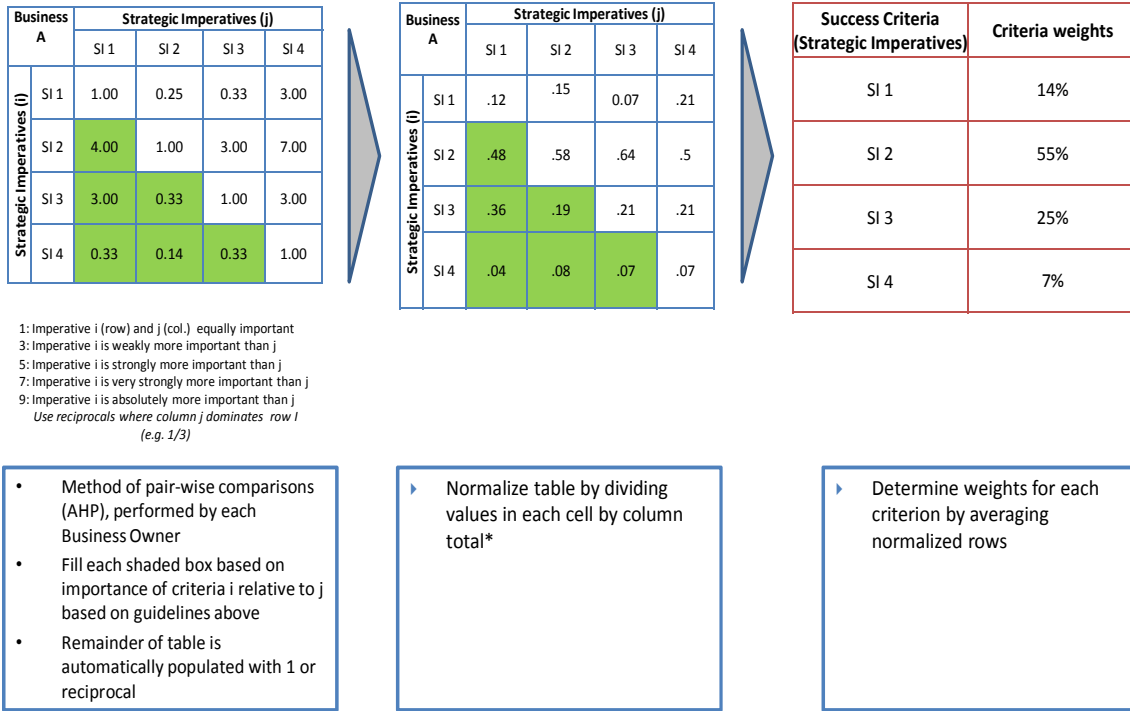 Business A
Strategic Imperatives (j)
SI 1 SI 2 SI 3 SI 4
Strategic Imperatives (i)
SI 1 1.00 0.25 0.33 3.00
SI 2 4.00 1.00 3.00 7.00
SI 3 3.00 0.33 1.00 3.00
SI 4 0.33 0.14 0.33 1.00
1: Imperative i (row) and j (col.) equally important
3: Imperative i is weakly more important than j
5: Imperative i is strongly more important than j
7: Imperative i is very strongly more important than j
9: Imperative i is absolutely more important than j
Use reciprocals where column j dominates row I
(e.g. 1/3)
Business A
Strategic Imperatives (j)
SI 1 SI 2 SI 3 SI 4
Strategic Imperatives (i)
SI 1 .12 .15 0.07 .21
SI 2 .48 .58 .64 .5
SI 3 .36 .19 .21 .21
SI 4 .04 .08 .07 .07
Success Criteria
(Strategic Imperatives)
Criteria weights
SI 1 14%
SI 2 55%
SI 3 25%
SI 4 7%
• Method of pair-wise comparisons
(AHP), performed by each
Business Owner
• Fill each shaded box based on
importance of criteria i relative to j
based on guidelines above
• Remainder of table is
automatically populated with 1 or
reciprocal
Normalize table by dividing
values in each cell by column
total*
Determine weights for each
criterion by averaging
normalized rows